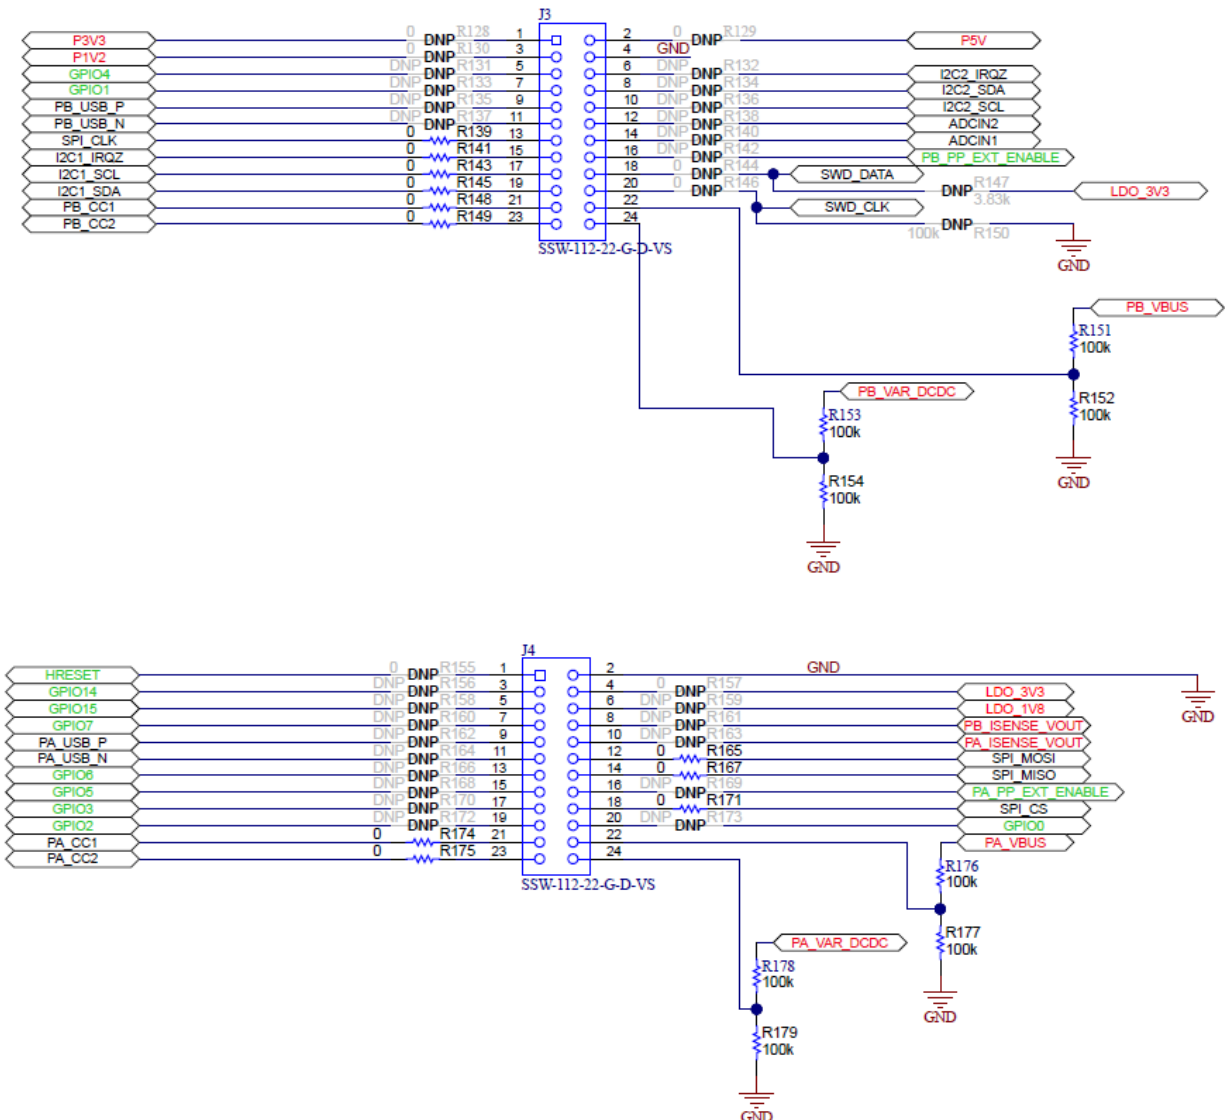 J3
P3V3 0 DNP R128 1 2 0 DNP R129 P5V
P1V2 0 DNP R130 3 4 GND
GPIO4 DNP DNP R131 5 6 DNP DNP R132 I2C2_IRQZ
GPIO1 DNP DNP R133 7 8 DNP DNP R134 I2C2_SDA
PB_USB_P DNP DNP R135 9 10 DNP DNP R136 I2C2_SCL
PB_USB_N DNP DNP R137 11 12 DNP DNP R138 ADCIN2
SPI_CLK 0 R139 13 14 DNP DNP R140 ADCIN1
I2C1_IRQZ 0 R141 15 16 DNP DNP R142 PB_PP_EXT_ENABLE
I2C1_SCL 0 R143 17 18 0 DNP R144 SWD_DATA
I2C1_SDA 0 R145 19 20 0 DNP R146 DNP R147 3.83k LDO_3V3
PB_CC1 0 R148 21 22 SWD_CLK
PB_CC2 0 R149 23 24 100k DNP R150
GND
SSW-112-22-G-D-VS
PB_VBUS
R151
100k
PB_VAR_DCDC
R152
100k
R153
100k
GND
R154
100k
GND
J4
HRESET 0 DNP R155 1 2 GND
GPIO14 DNP DNP R156 3 4 0 DNP R157 LDO_3V3
GPIO15 DNP DNP R158 5 6 DNP DNP R159 LDO_1V8
GPIO7 DNP DNP R160 7 8 DNP DNP R161 PB_ISENSE_VOUT
GND
PA_USB_P DNP DNP R162 9 10 DNP DNP R163 PA_ISENSE_VOUT
PA_USB_N DNP DNP R164 11 12 0 R165 SPI_MOSI
GPIO6 DNP DNP R166 13 14 0 R167 SPI_MISO
GPIO5 DNP DNP R168 15 16 DNP DNP R169 PA_PP_EXT_ENABLE
GPIO3 DNP DNP R170 17 18 0 R171 SPI_CS
GPIO2 DNP DNP R172 19 20 DNP DNP R173 GPIO0
PA_CC1 0 R174 21 22 PA_VBUS
PA_CC2 0 R175 23 24
SSW-112-22-G-D-VS
R176
100k
R177
100k
PA_VAR_DCDC
R178
100k
GND
R179
100k
GND